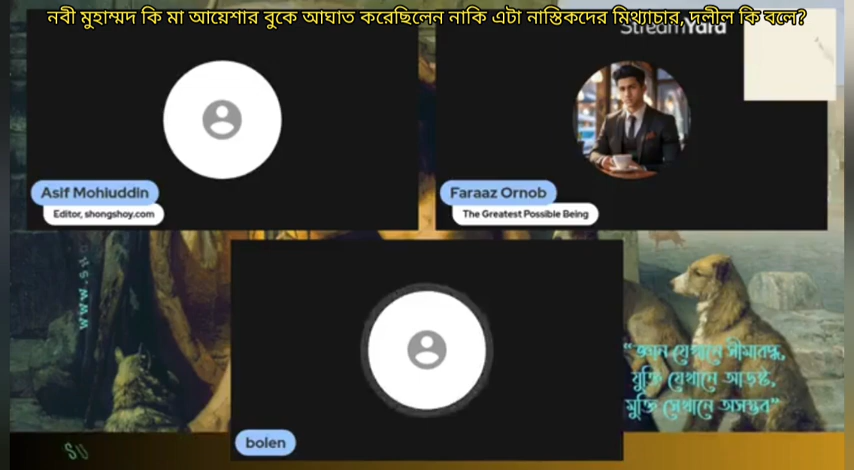 নবী মুহাম্মদ কি মা আয়েশার বুকে আঘাত করেছিলেন নাকি এটা নাস্তিকদের মিথ্যাচার, দলীল কি বলে?
StreamYard
Asif Mohiuddin
Editor, shongshoy.com
Faraaz Ornob
The Greatest Possible Being
www.
"জ্ঞান যেখানে সীমাবদ্ধ,
যুক্তি যেখানে আড়ষ্ট,
মুক্তি সেখানে অসম্ভব"
bolen